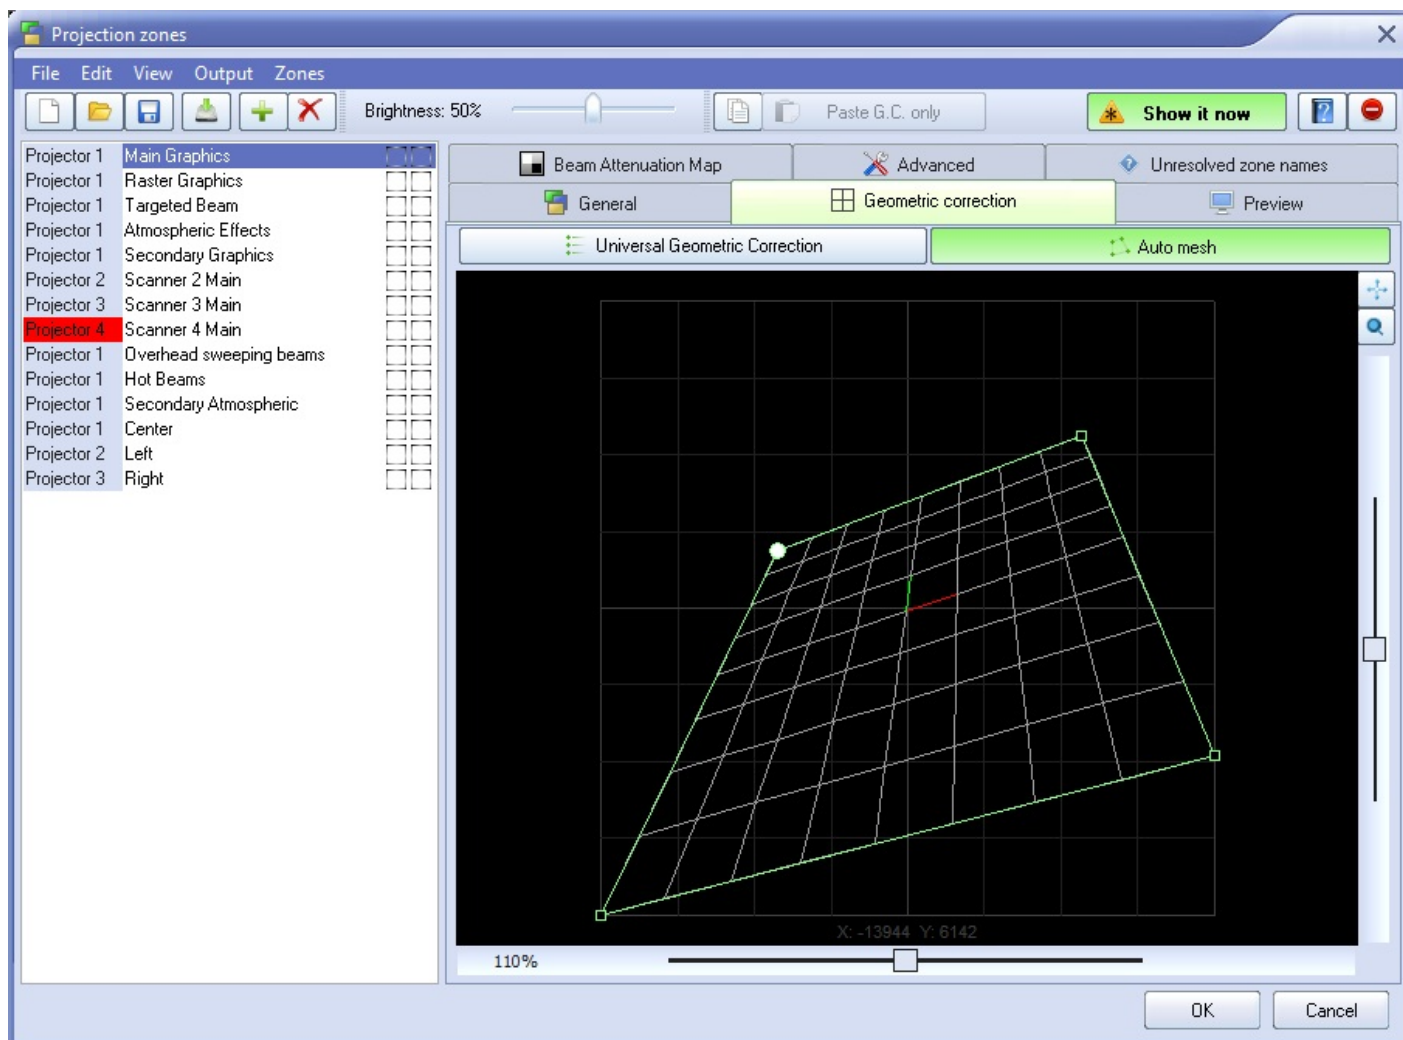 Projection zones
File Edit View Output Zones
Brightness: 50% Paste G.C. only Show it now
Projector 1 Main Graphics
Projector 1 Raster Graphics
Projector 1 Targeted Beam
Projector 1 Atmospheric Effects
Projector 1 Secondary Graphics
Projector 2 Scanner 2 Main
Projector 3 Scanner 3 Main
Projector 4 Scanner 4 Main
Projector 1 Overhead sweeping beams
Projector 1 Hot Beams
Projector 1 Secondary Atmospheric
Projector 1 Center
Projector 2 Left
Projector 3 Right
Beam Attenuation Map Advanced Unresolved zone names
General Geometric correction Preview
Universal Geometric Correction Auto mesh
X: -13944 Y: 6142
110%
OK Cancel